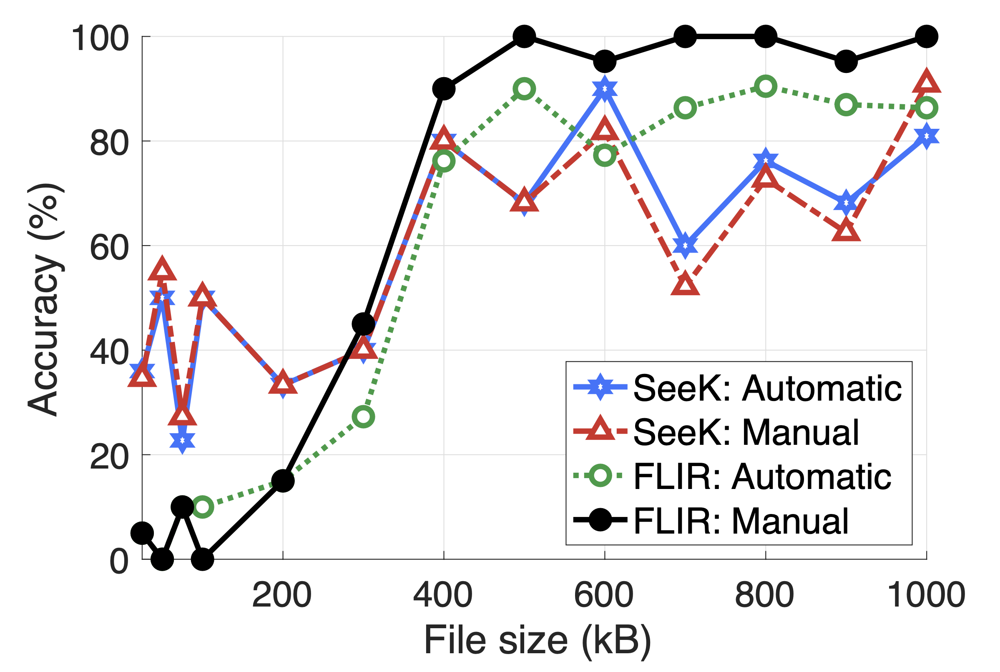 100
80
60
40
20
0
Accuracy (%)
200 400 600 800 1000
File size (kB)
SeeK: Automatic
SeeK: Manual
FLIR: Automatic
FLIR: Manual